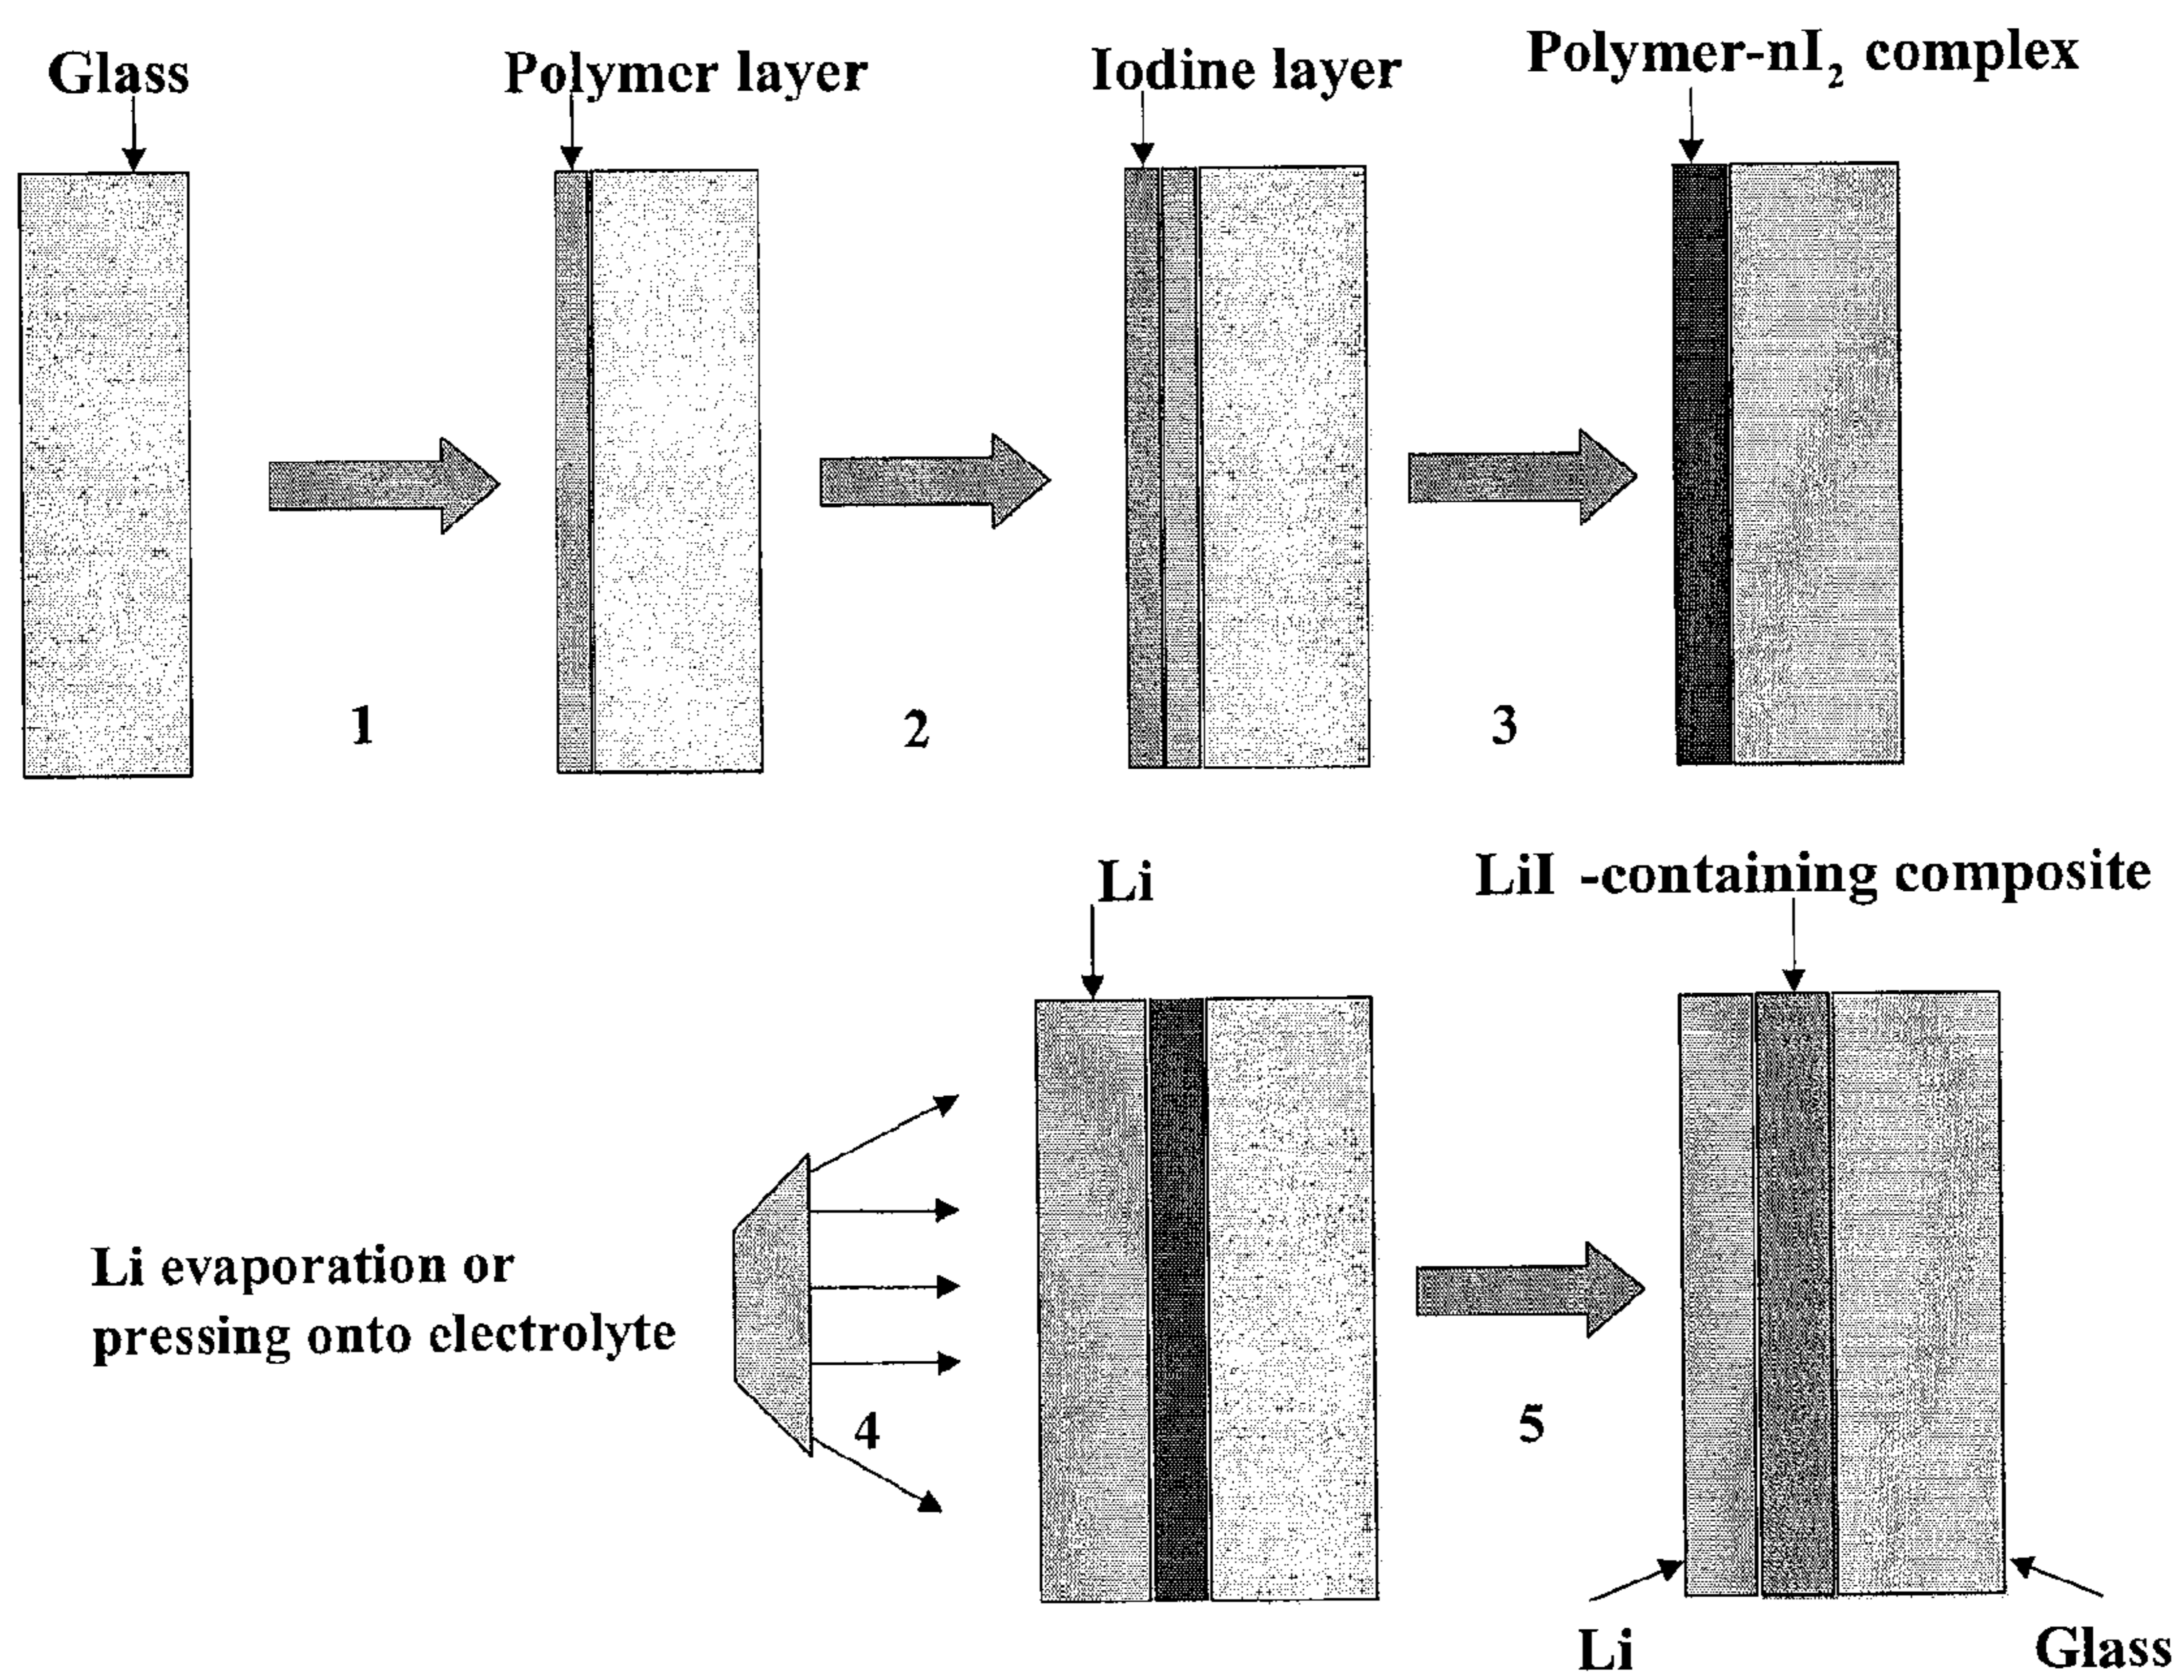 Glass
Polymer layer
Iodine layer
Polymer-nI₂ complex
1
2
3
Li
LiI -containing composite
Li evaporation or
pressing onto electrolyte
4
5
Li
Glass